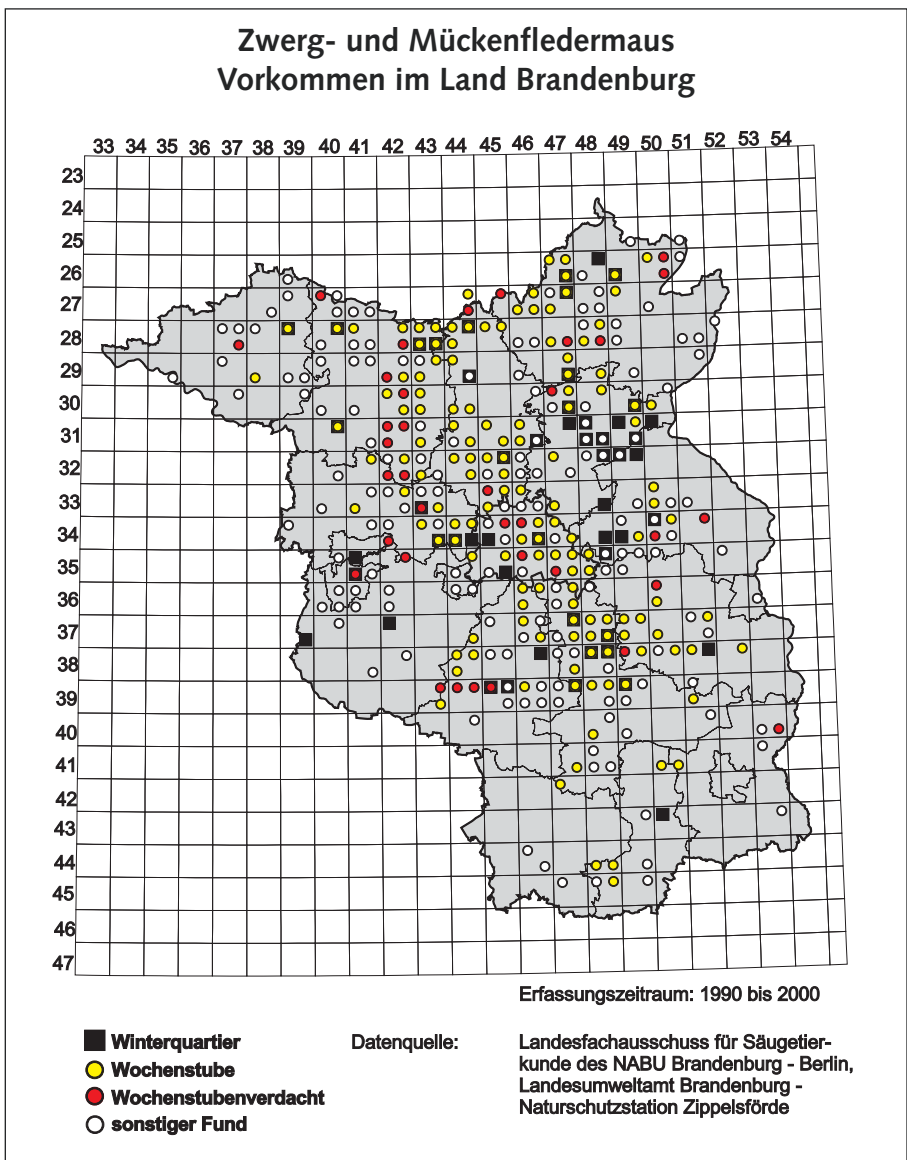 Zwerg- und Mückenfledermaus
Vorkommen im Land Brandenburg
33 34 35 36 37 38 39 40 41 42 43 44 45 46 47 48 49 50 51 52 53 54
23
24
25
26
27
28
29
30
31
32
33
34
35
36
37
38
39
40
41
42
43
44
45
46
47
Erfassungszeitraum: 1990 bis 2000
Winterquartier
Wochenstube
Wochenstubenverdacht
sonstiger Fund
Datenquelle:
Landesfachausschuss für Säugetier-
kunde des NABU Brandenburg - Berlin,
Landesumweltamt Brandenburg -
Naturschutzstation Zippelsförde